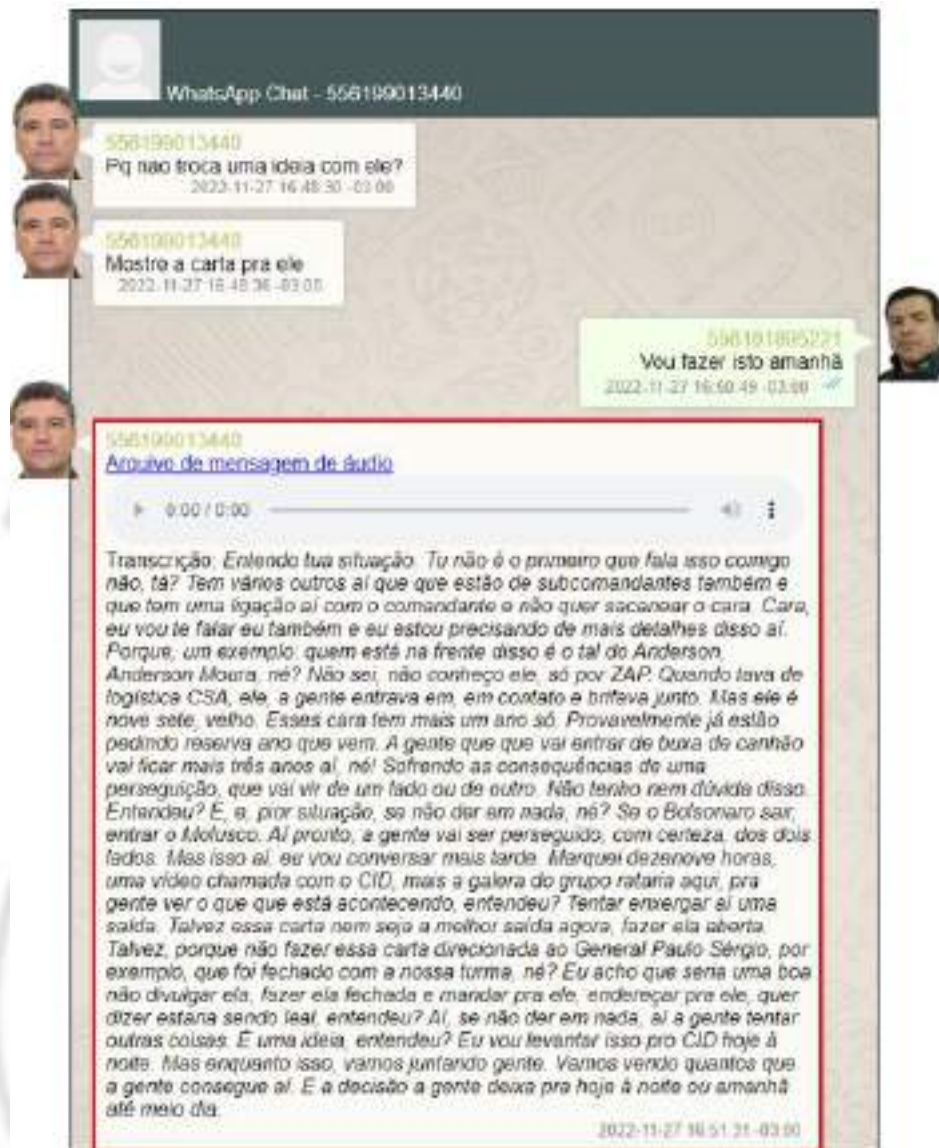 WhatsApp Chat - 556199013440
556199013440
Pq nao troca uma ideia com ele?
2022-11-27 16:48:30 -03:00
556199013440
Mostre a carta pra ele
2022-11-27 16:48:36 -03:00
556181895221
Vou fazer isto amanhã
2022-11-27 16:50:49 -03:00
556199013440
Arquivo de mensagem de áudio
0:00 / 0:00
Transcrição: Entendo tua situação. Tu não é o primeiro que fala isso comigo
não, tá? Tem vários outros aí que que estão de subcomandantes também e
que tem uma ligação aí com o comandante e não quer sacanear o cara. Cara,
eu vou te falar eu também e eu estou precisando de mais detalhes disso aí.
Porque, um exemplo: quem está na frente disso é o tal do Anderson,
Anderson Moura, né? Não sei, não conheço ele, só por ZAP. Quando tava de
logística CSA, ele, a gente entrava em, em contato e brifava junto. Mas ele é
nove sete, velho. Esses cara tem mais um ano só. Provavelmente já estão
pedindo reserva ano que vem. A gente que que vai entrar de buxa de canhão
vai ficar mais três anos aí, né! Sofrendo as consequências de uma
perseguição, que vai vir de um lado ou de outro. Não tenho nem dúvida disso.
Entendeu? E, e, pior situação, se não der em nada, né? Se o Bolsonaro sair,
entrar o Molusco. Aí pronto, a gente vai ser perseguido, com certeza, dos dois
lados. Mas isso aí, eu vou conversar mais tarde. Marquei dezenove horas,
uma vídeo chamada com o CID, mais a galera do grupo rataria aqui, pra
gente ver o que que está acontecendo, entendeu? Tentar enxergar aí uma
saída. Talvez essa carta nem seja a melhor saída agora, fazer ela aberta.
Talvez, porque não fazer essa carta direcionada ao General Paulo Sérgio, por
exemplo, que foi fechado com a nossa turma, né? Eu acho que seria uma boa
não divulgar ela, fazer ela fechada e mandar pra ele, endereçar pra ele, quer
dizer estaria sendo leal, entendeu? Aí, se não der em nada, aí a gente tentar
outras coisas. É uma ideia, entendeu? Eu vou levantar isso pro CID hoje à
noite. Mas enquanto isso, vamos juntando gente. Vamos vendo quantos que
a gente consegue aí. E a decisão a gente deixa pra hoje à noite ou amanhã
até meio dia.
2022-11-27 16:51:31 -03:00